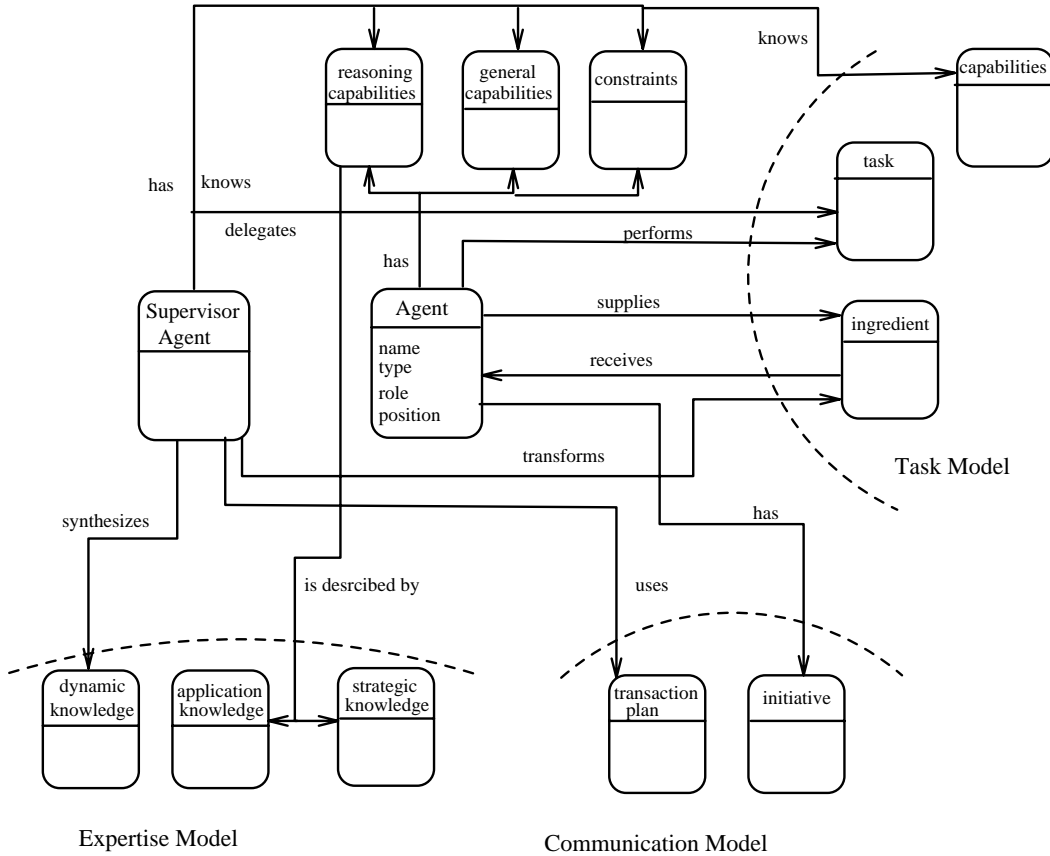 knows
reasoning
capabilities
general
capabilities
constraints
capabilities
task
has
knows
delegates
performs
has
Supervisor
Agent
Agent
name
type
role
position
supplies
ingredient
receives
transforms
Task Model
synthesizes
has
is desrcibed by
uses
dynamic
knowledge
application
knowledge
strategic
knowledge
transaction
plan
initiative
Expertise Model
Communication Model